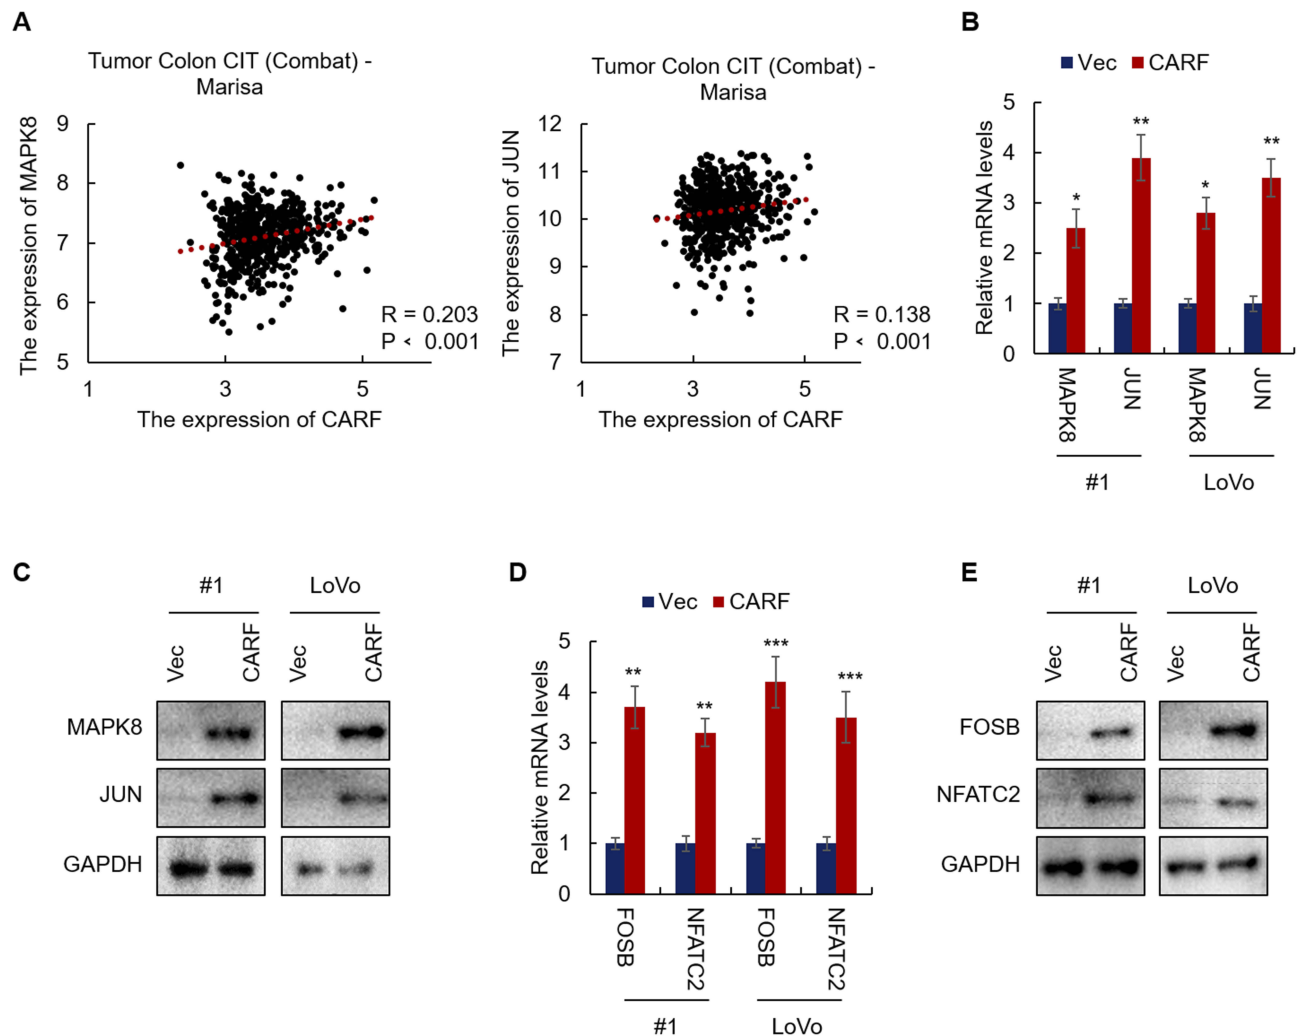 A
Tumor Colon CIT (Combat) -
Marisa
The expression of MAPK8
9
8
7
6
5
1
3
5
R = 0.203
P < 0.001
The expression of CARF
Tumor Colon CIT (Combat) -
Marisa
The expression of JUN
12
11
10
9
8
7
1
3
5
R = 0.138
P < 0.001
The expression of CARF
B
Vec CARF
Relative mRNA levels
5
4
3
2
1
0
* ** * **
MAPK8 JUN MAPK8 JUN
#1 LoVo
C
#1 LoVo
Vec CARF Vec CARF
MAPK8
JUN
GAPDH
D
Vec CARF
Relative mRNA levels
5
4
3
2
1
0
** ** *** ***
FOSB NFATC2 FOSB NFATC2
#1 LoVo
E
#1 LoVo
Vec CARF Vec CARF
FOSB
NFATC2
GAPDH